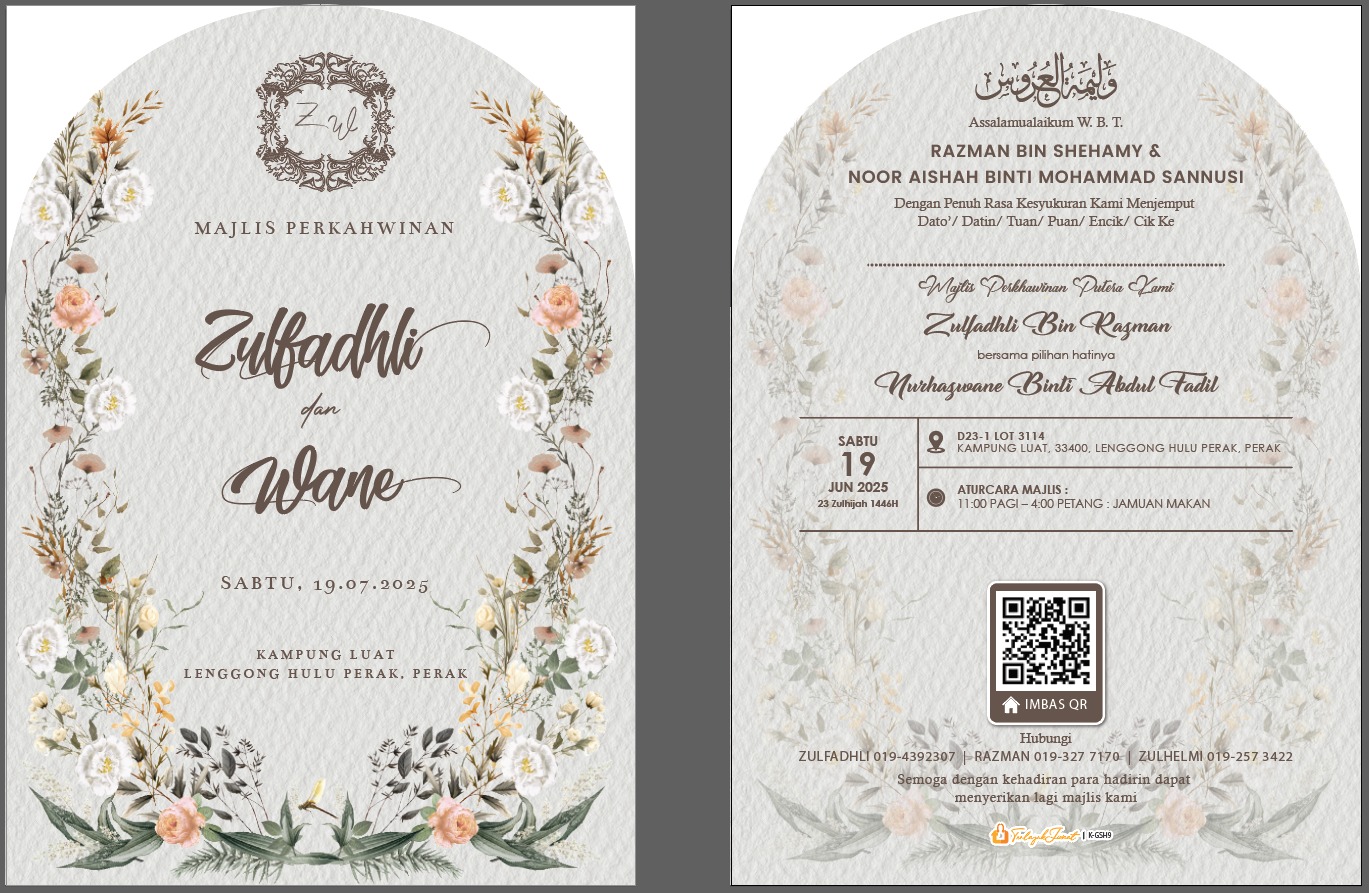 Z W
MAJLIS PERKAHWINAN
Zulfadhli
dan
Wane
SABTU, 19.07.2025
KAMPUNG LUAT
LENGGONG HULU PERAK, PERAK
وَلِيمَةُ الْعُرُوسِ
Assalamualaikum W. B. T.
RAZMAN BIN SHEHAMY &
NOOR AISHAH BINTI MOHAMMAD SANNUSI
Dengan Penuh Rasa Kesyukuran Kami Menjemput
Dato'/ Datin/ Tuan/ Puan/ Encik/ Cik Ke
Majlis Perkhawinan Putera Kami
Zulfadhli Bin Razman
bersama pilihan hatinya
Nurhazwane Binti Abdul Fadil
SABTU
19
JUN 2025
23 Zulhijah 1446H
D23-1 LOT 3114
KAMPUNG LUAT, 33400, LENGGONG HULU PERAK, PERAK
ATURCARA MAJLIS :
11:00 PAGI – 4:00 PETANG : JAMUAN MAKAN
IMBAS QR
Hubungi
ZULFADHLI 019-4392307 | RAZMAN 019-327 7170 | ZULHELMI 019-257 3422
Semoga dengan kehadiran para hadirin dapat
menyerikan lagi majlis kami
| K-GSH9